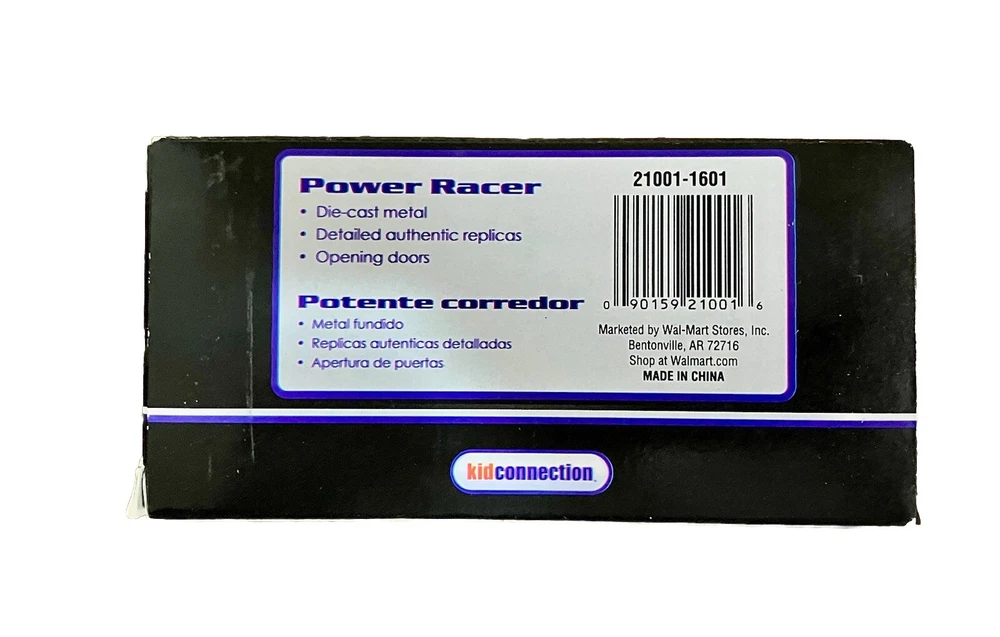 Power Racer
• Die-cast metal
• Detailed authentic replicas
• Opening doors
Potente corredor
• Metal fundido
• Replicas autenticas detalladas
• Apertura de puertas
21001-1601
0 90159 21001 6
Marketed by Wal-Mart Stores, Inc.
Bentonville, AR 72716
Shop at Walmart.com
MADE IN CHINA
kidconnection